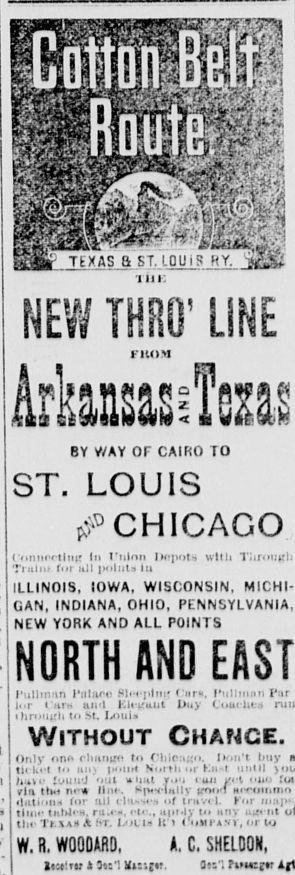 Cotton Belt
Route.
TEXAS & ST. LOUIS RY.
THE
NEW THRO' LINE
FROM
Arkansas AND Texas
BY WAY OF CAIRO TO
ST. LOUIS
AND CHICAGO
Connecting in Union Depots with Through
Trains for all points in
ILLINOIS, IOWA, WISCONSIN, MICHI-
GAN, INDIANA, OHIO, PENNSYLVANIA,
NEW YORK AND ALL POINTS
NORTH AND EAST
Pullman Palace Sleeping Cars, Pullman Par
lor Cars and Elegant Day Coaches run
through to St. Louis
WITHOUT CHANGE.
Only one change to Chicago. Don't buy a
ticket to any point North or East until you
have found out what you can get one for
via the new line. Specially good accommo
dations for all classes of travel. For maps
time tables, rates, etc., apply to any agent of
the TEXAS & ST. LOUIS R'Y COMPANY, or to
W. R. WOODARD, A. C. SHELDON,
Receiver & Gen'l Manager. Gen'l Passenger Agt